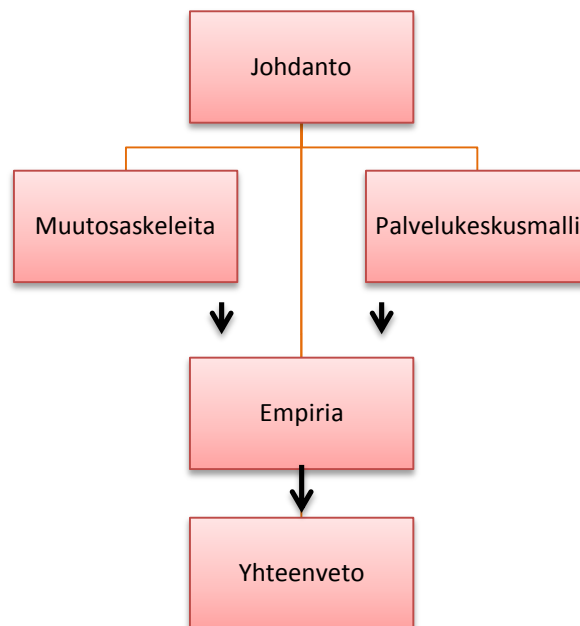 Johdanto
Muutosaskeleita
Palvelukeskusmalli
Empiria
Yhteenveto